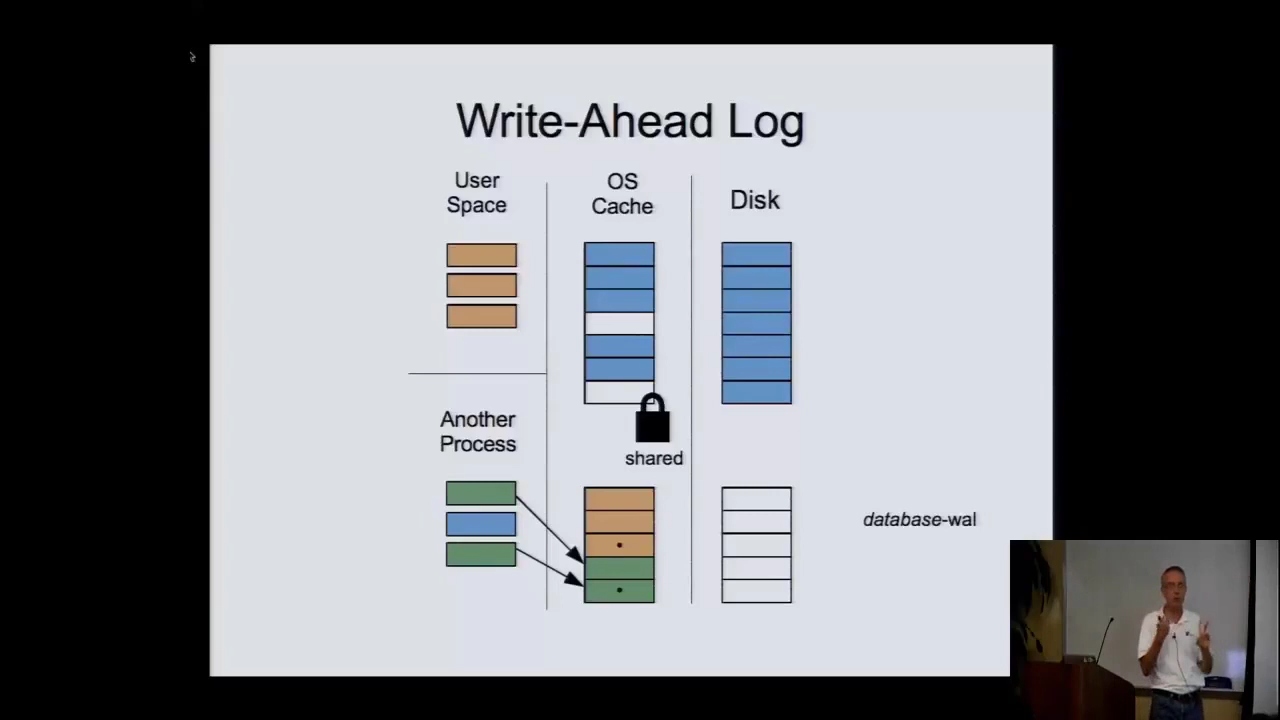 Write-Ahead Log
User
Space
OS
Cache
Disk
Another
Process
shared
database-wal